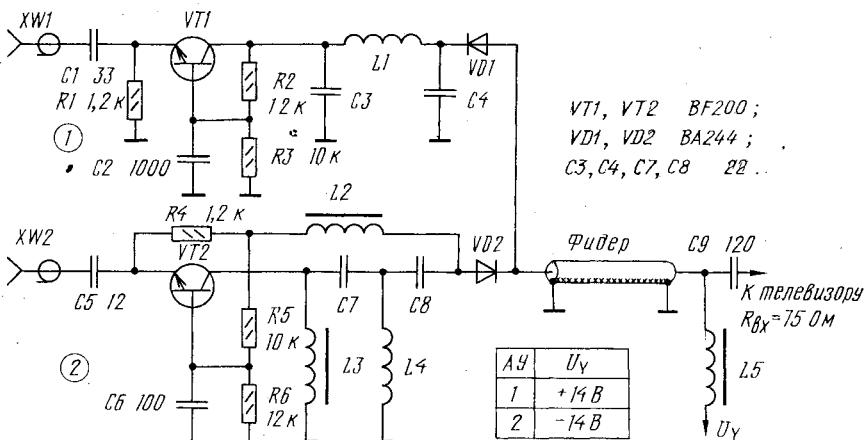 XW1
VT1
C1 33
R1 1,2 к
R2
12 к
C3
L1
C4
VD1
VT1, VT2 BF200 ;
VD1, VD2 BA244 ;
C3, C4, C7, C8 22 ..
1
C2 1000
R3
10 к
L2
R4 1,2 к
XW2
VT2
VD2
Фидер
C9 120
К телевизору
Rвх=75 Ом
C5 12
C7
C8
R5
10 к
L3
L4
L5
2
C6 100
R6
12 к
АУ Uу
1 +14 В
2 -14 В
Uу